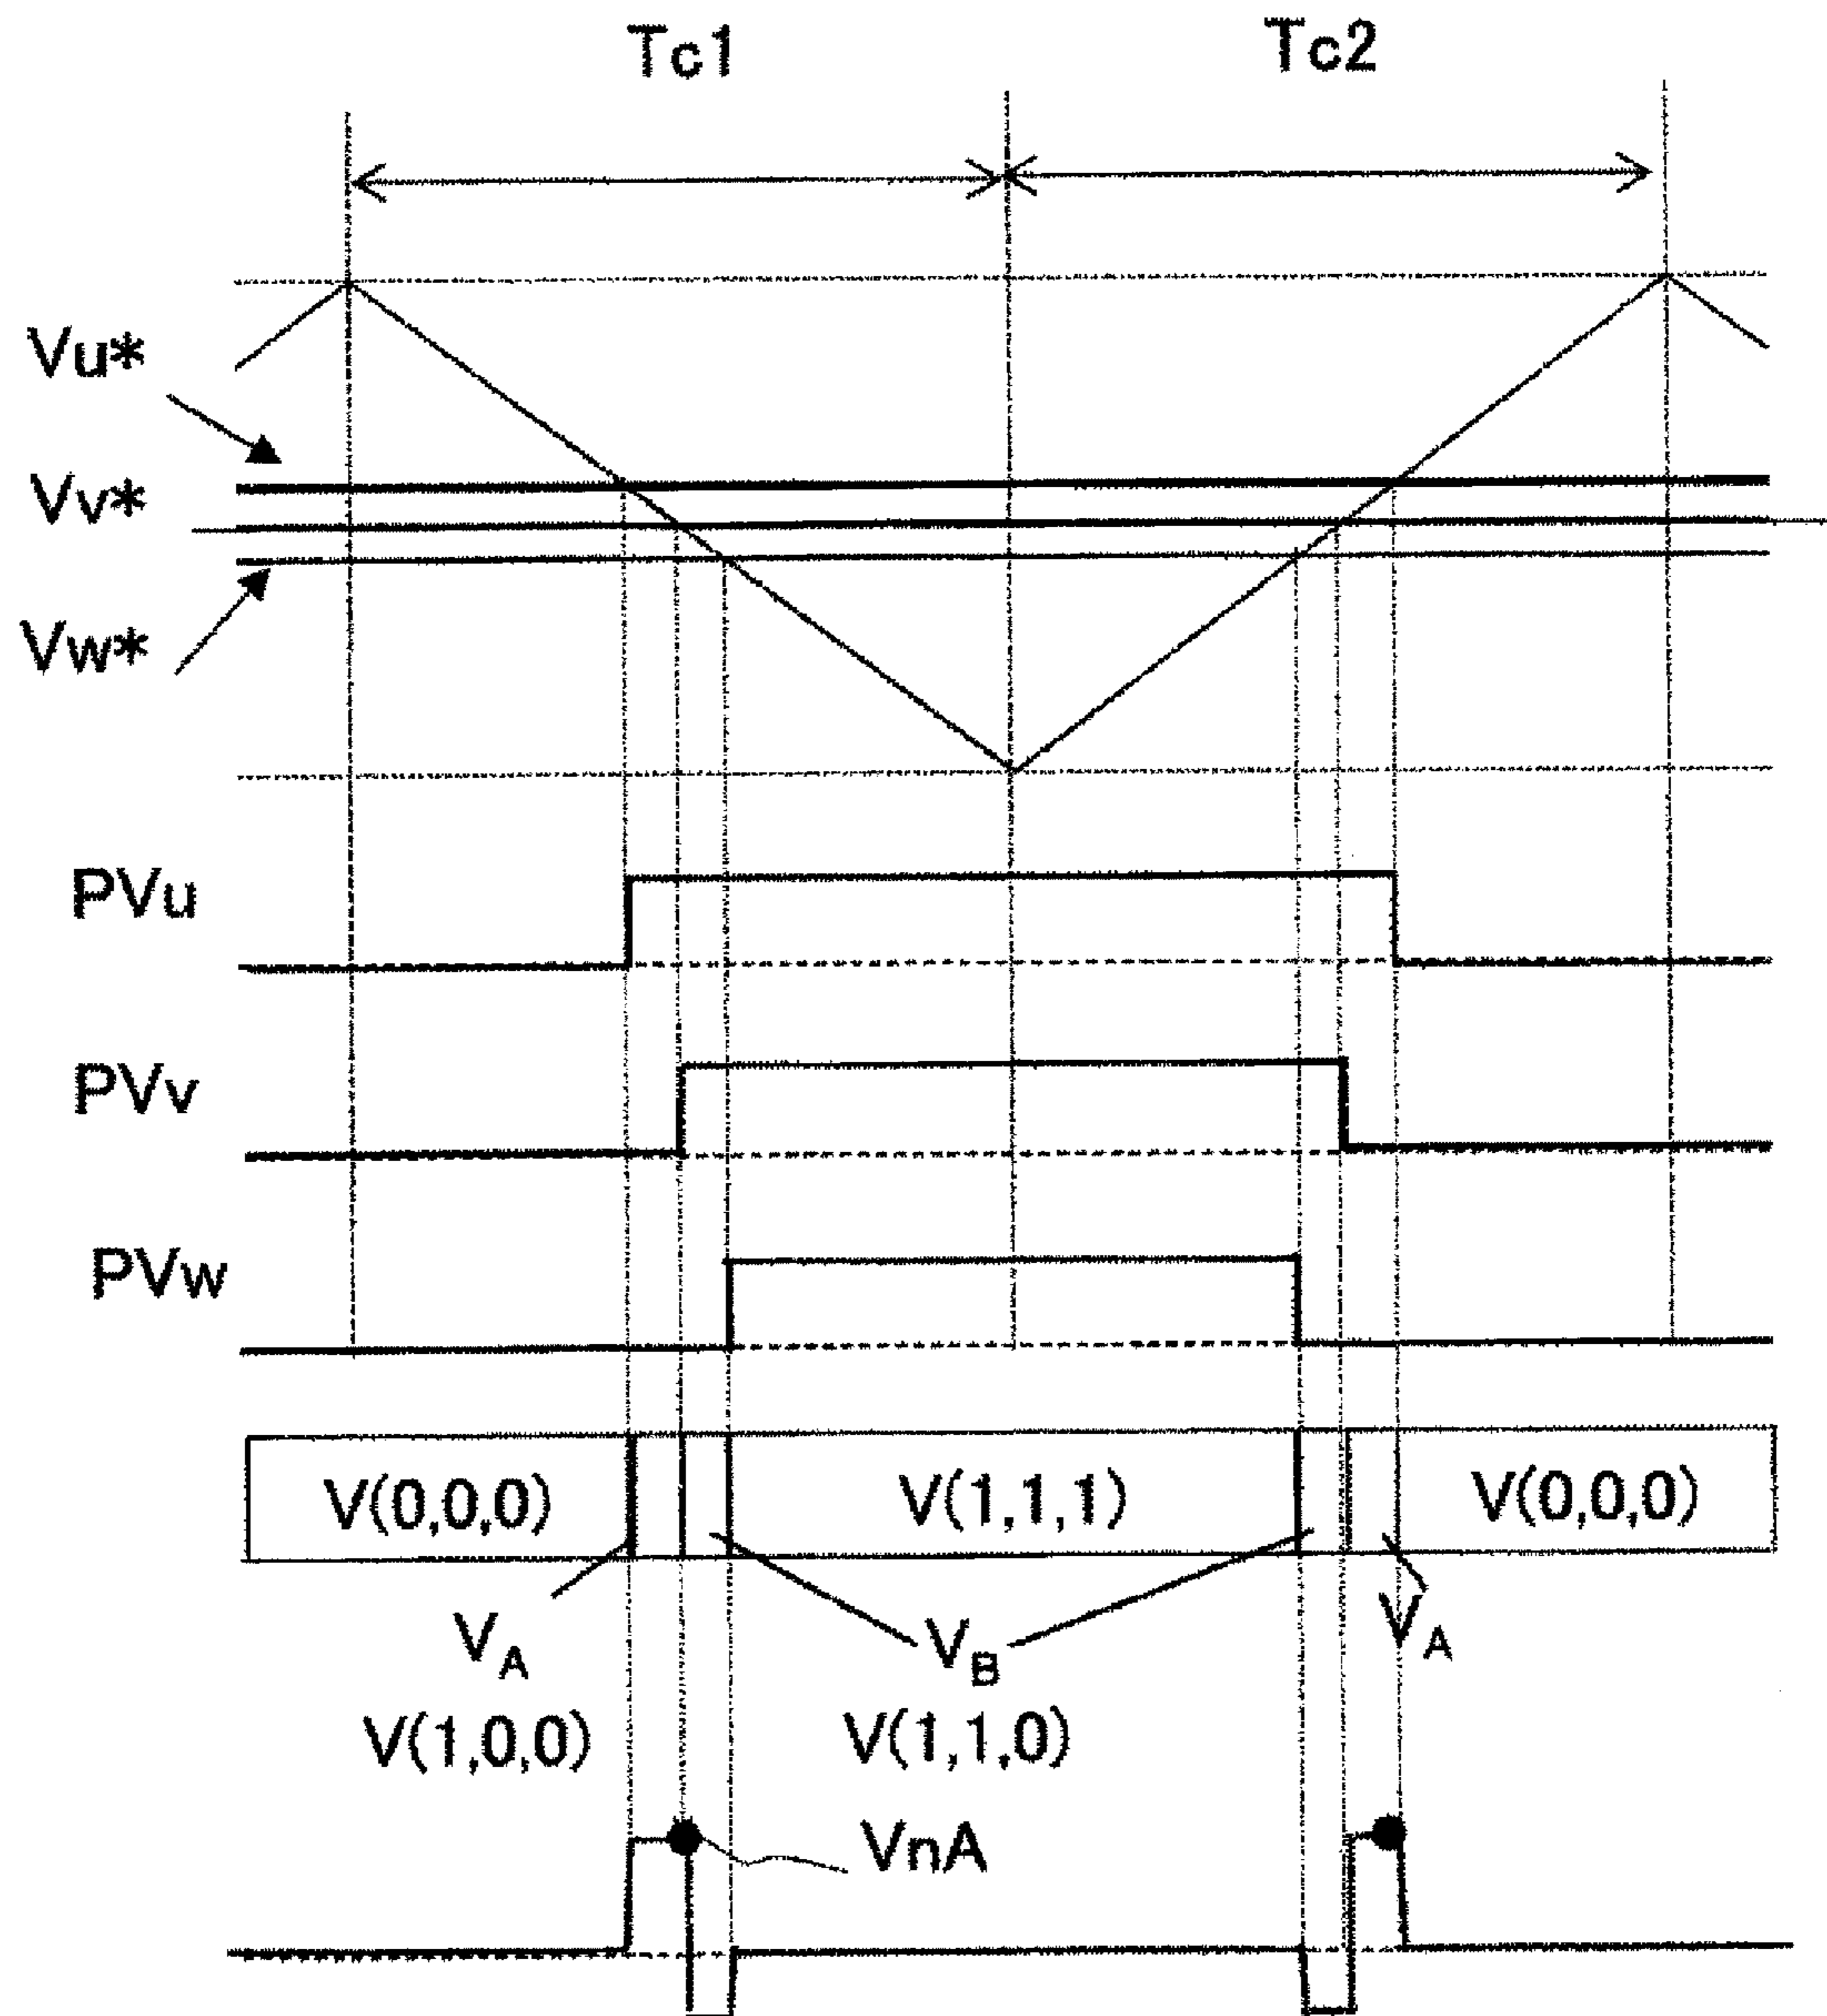 Tc1 Tc2
Vu*
Vv*
Vw*
PVu
PVv
PVw
V(0,0,0) V(1,1,1) V(0,0,0)
VA VB VA
V(1,0,0) V(1,1,0)
VnA